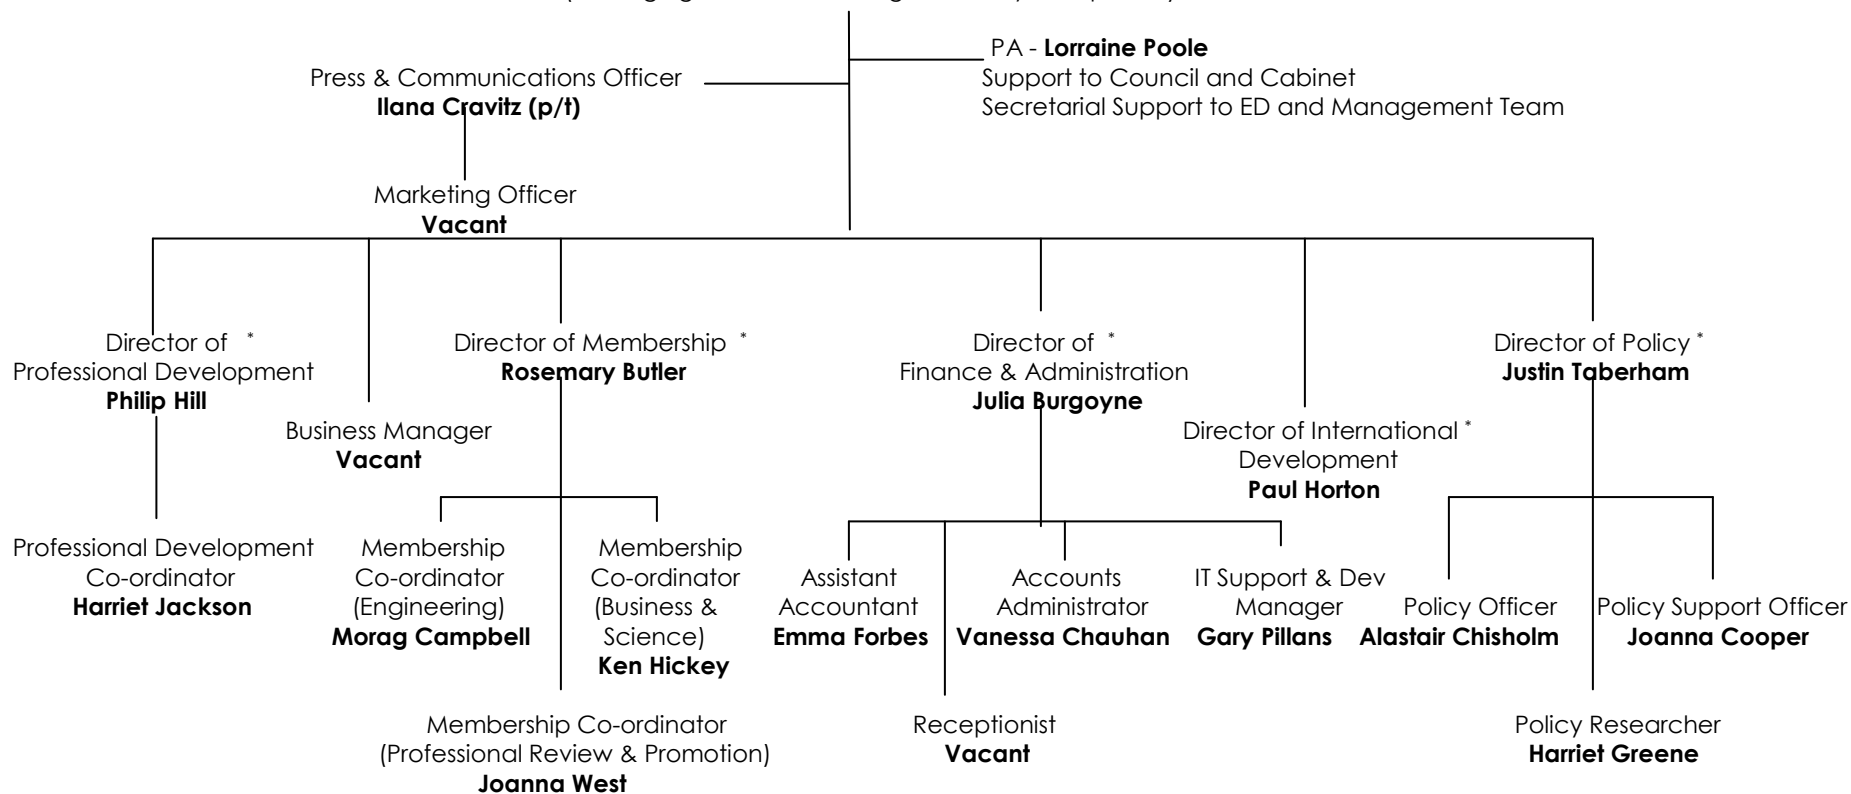 PA - Lorraine Poole
Support to Council and Cabinet
Secretarial Support to ED and Management Team
Press & Communications Officer
Ilana Cravitz (p/t)
Marketing Officer
Vacant
Director of *
Professional Development
Philip Hill
Business Manager
Vacant
Director of Membership *
Rosemary Butler
Director of *
Finance & Administration
Julia Burgoyne
Director of International *
Development
Paul Horton
Director of Policy *
Justin Taberham
Professional Development
Co-ordinator
Harriet Jackson
Membership
Co-ordinator
(Engineering)
Morag Campbell
Membership
Co-ordinator
(Business &
Science)
Ken Hickey
Membership Co-ordinator
(Professional Review & Promotion)
Joanna West
Assistant
Accountant
Emma Forbes
Receptionist
Vacant
Accounts
Administrator
Vanessa Chauhan
IT Support & Dev
Manager
Gary Pillans
Policy Officer
Alastair Chisholm
Policy Support Officer
Joanna Cooper
Policy Researcher
Harriet Greene